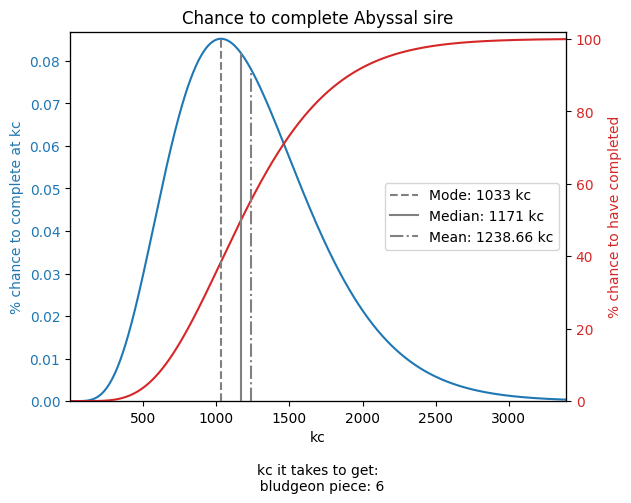 Chance to complete Abyssal sire
% chance to complete at kc
0.08
0.07
0.06
0.05
0.04
0.03
0.02
0.01
0.00
Mode: 1033 kc
Median: 1171 kc
Mean: 1238.66 kc
100
80
60
40
20
0
% chance to have completed
500 1000 1500 2000 2500 3000
kc
kc it takes to get:
bludgeon piece: 6